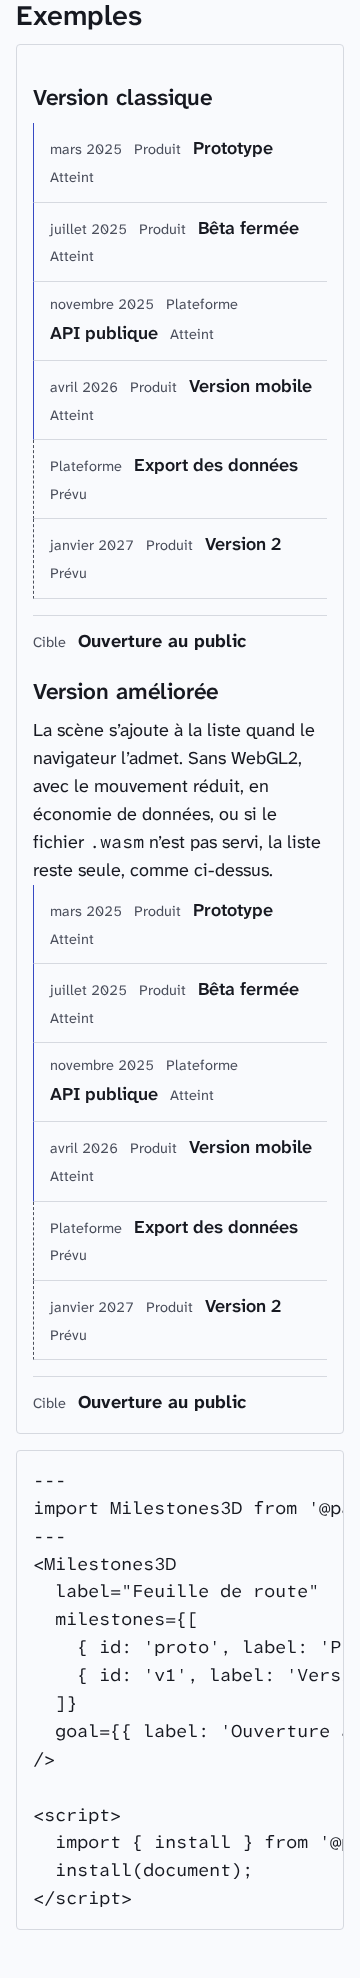 Exemples
Version classique
mars 2025 Produit Prototype
Atteint
juillet 2025 Produit Bêta fermée
Atteint
novembre 2025 Plateforme
API publique Atteint
avril 2026 Produit Version mobile
Atteint
Plateforme Export des données
Prévu
janvier 2027 Produit Version 2
Prévu
Cible Ouverture au public
Version améliorée
La scène s’ajoute à la liste quand le
navigateur l’admet. Sans WebGL2,
avec le mouvement réduit, en
économie de données, ou si le
fichier .wasm n’est pas servi, la liste
reste seule, comme ci-dessus.
mars 2025 Produit Prototype
Atteint
juillet 2025 Produit Bêta fermée
Atteint
novembre 2025 Plateforme
API publique Atteint
avril 2026 Produit Version mobile
Atteint
Plateforme Export des données
Prévu
janvier 2027 Produit Version 2
Prévu
Cible Ouverture au public
---
import Milestones3D from '@p
---
<Milestones3D
  label="Feuille de route"
  milestones={[
    { id: 'proto', label: 'P
    { id: 'v1', label: 'Vers
  ]}
  goal={{ label: 'Ouverture
/>
<script>
  import { install } from '@
  install(document);
</script>